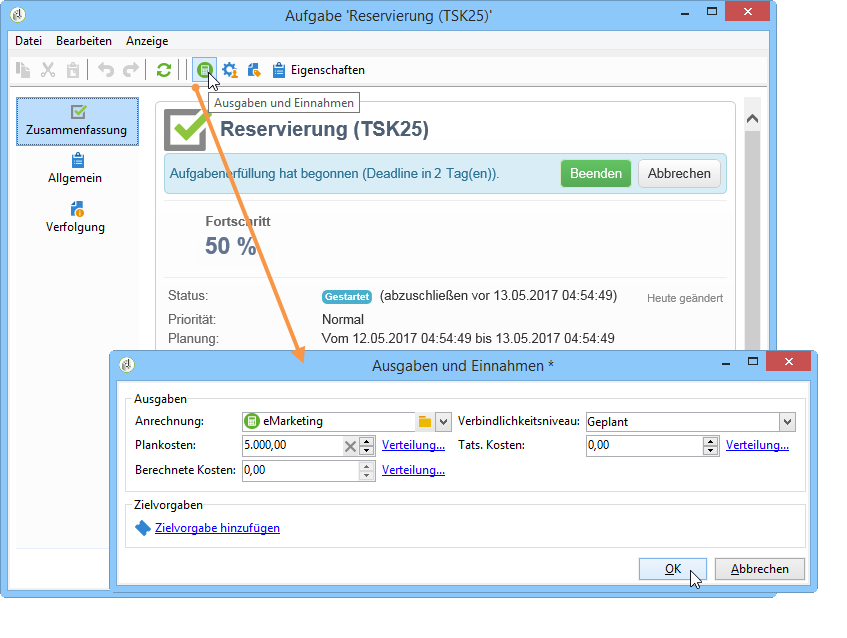 Aufgabe 'Reservierung (TSK25)'
Datei Bearbeiten Anzeige
Eigenschaften
Ausgaben und Einnahmen
Zusammenfassung
Allgemein
Verfolgung
Reservierung (TSK25)
Aufgabenerfüllung hat begonnen (Deadline in 2 Tag(en)). Beenden Abbrechen
Fortschritt
50 %
Status: Gestartet (abzuschließen vor 13.05.2017 04:54:49) Heute geändert
Priorität: Normal
Planung: Vom 12.05.2017 04:54:49 bis 13.05.2017 04:54:49
Ausgaben und Einnahmen *
Ausgaben
Anrechnung: eMarketing Verbindlichkeitsniveau: Geplant
Plankosten: 5.000,00 Verteilung... Tats. Kosten: 0,00 Verteilung...
Berechnete Kosten: 0,00 Verteilung...
Zielvorgaben
Zielvorgabe hinzufügen
OK Abbrechen